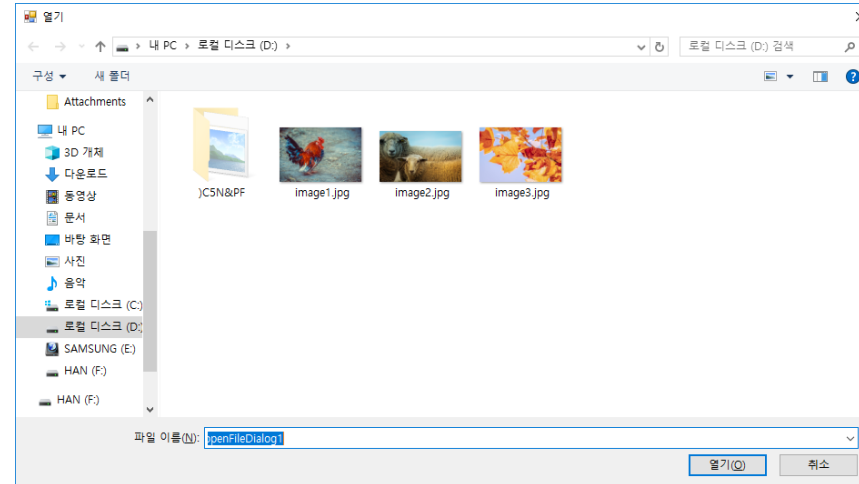 열기
내 PC > 로컬 디스크 (D:) >
로컬 디스크 (D:) 검색
구성
새 폴더
Attachments
내 PC
3D 개체
다운로드
동영상
문서
바탕 화면
사진
음악
로컬 디스크 (C:)
로컬 디스크 (D:)
SAMSUNG (E:)
HAN (F:)
HAN (F:)
)C5N&PF
image1.jpg
image2.jpg
image3.jpg
파일 이름(N):
openFileDialog1
열기(O)
취소